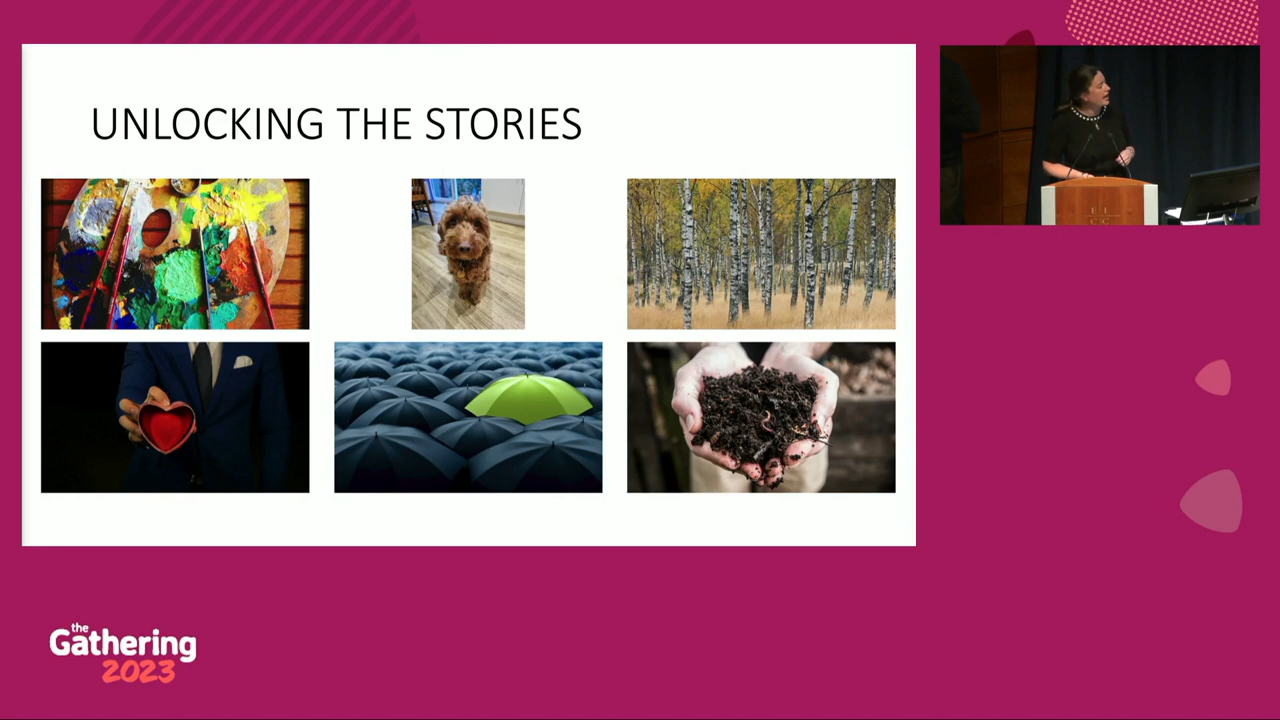 UNLOCKING THE STORIES
E I
C C
the
Gathering
2023